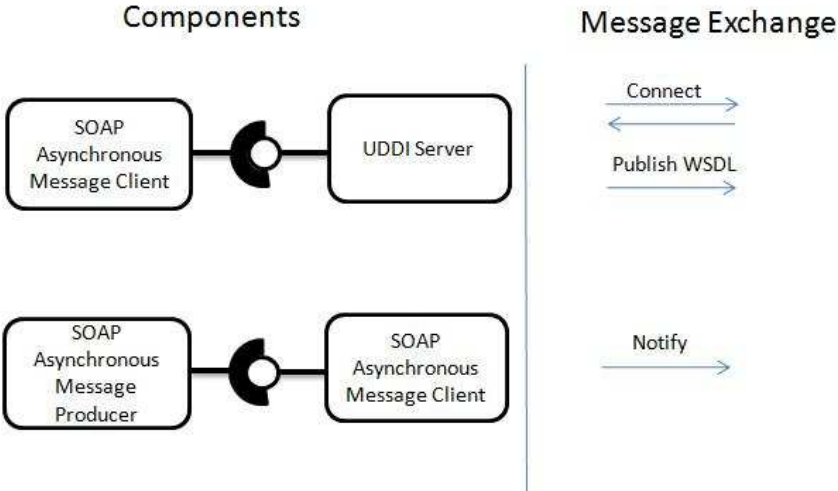 Components
Message Exchange
SOAP
Asynchronous
Message Client
UDDI Server
Connect
Publish WSDL
SOAP
Asynchronous
Message
Producer
SOAP
Asynchronous
Message Client
Notify